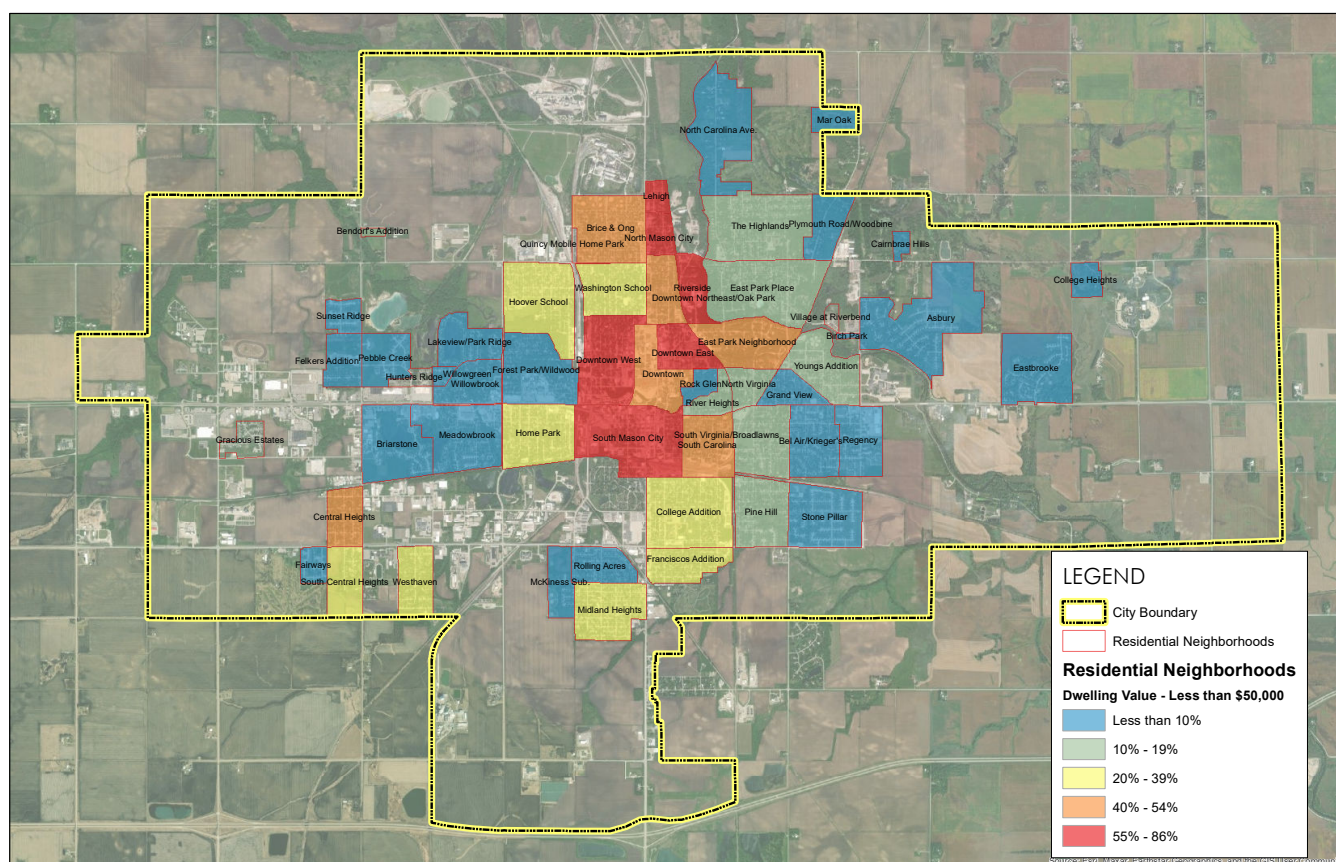 North Carolina Ave.
Mar Oak
Lehigh
Brice & Ong
The Highlands
Plymouth Road/Woodbine
Bendorf's Addition
Quincy Mobile Home Park
North Mason City
Cairnbrae Hills
College Heights
Washington School
Riverside
East Park Place
Hoover School
Downtown Northeast/Oak Park
Sunset Ridge
Village at Riverbend
Asbury
Birch Park
Lakeview/Park Ridge
East Park Neighborhood
Felkers Addition
Pebble Creek
Downtown West
Downtown East
Youngs Addition
Eastbrooke
Hunters Ridge
Willowgreen
Forest Park/Wildwood
Downtown
Willowbrook
Rock Glen
North Virginia
Grand View
River Heights
Gracious Estates
Briarstone
Meadowbrook
Home Park
South Mason City
South Virginia/Broadlawns
South Carolina
Bel Air/Krieger's
Regency
Central Heights
College Addition
Pine Hill
Stone Pillar
Fairways
Rolling Acres
Franciscos Addition
South Central Heights
Westhaven
McKiness Sub.
Midland Heights
LEGEND
City Boundary
Residential Neighborhoods
Residential Neighborhoods
Dwelling Value - Less than $50,000
Less than 10%
10% - 19%
20% - 39%
40% - 54%
55% - 86%